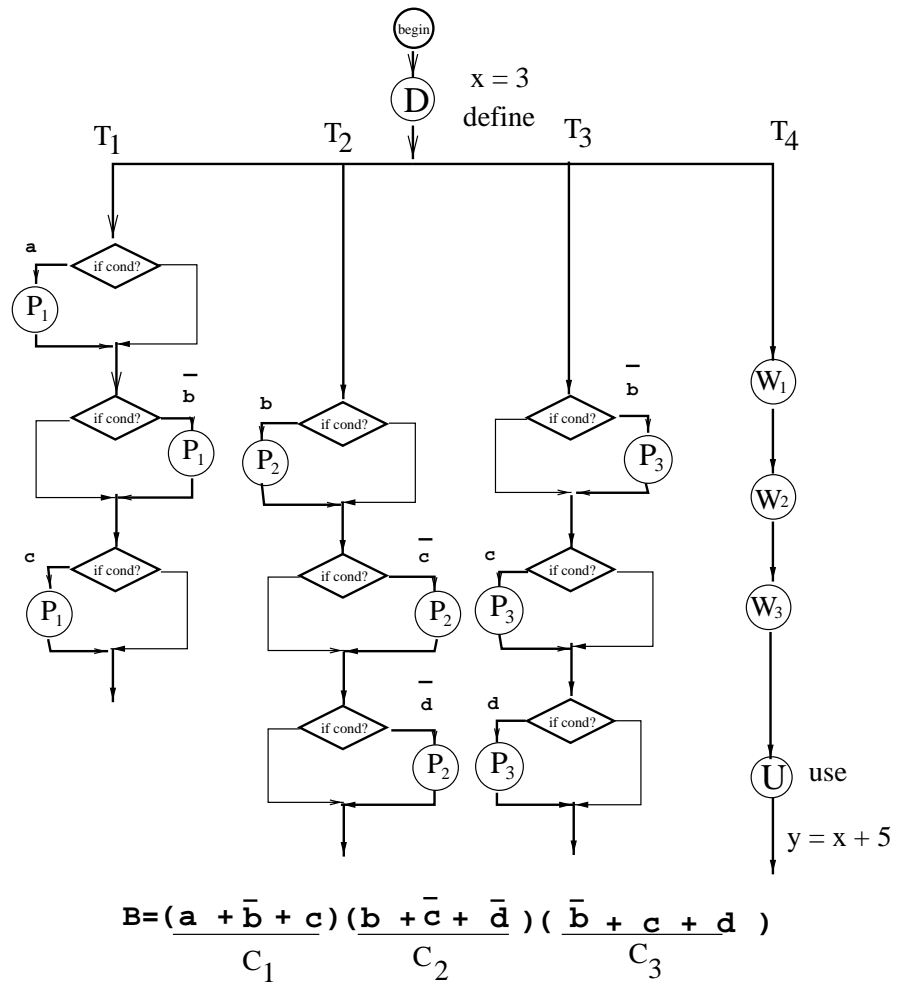 begin
D
x = 3
define
T1 T2 T3 T4
a
if cond?
P1
b̅
if cond?
P1
b
if cond?
P2
b̅
if cond?
P3
W1
W2
c
if cond?
P1
c̅
if cond?
P2
c
if cond?
P3
W3
d̅
if cond?
P2
d
if cond?
P3
U use
y = x + 5
B=(a + b̅ + c)(b + c̅ + d̅)(b̅ + c + d)
C1 C2 C3